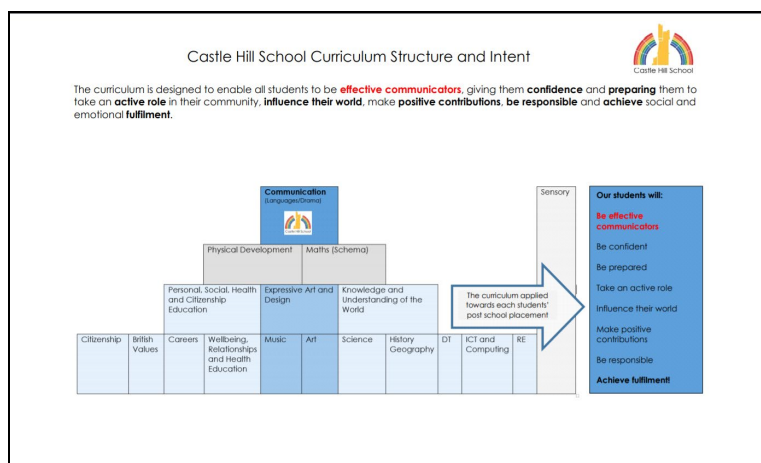 Castle Hill School Curriculum Structure and Intent
Castle Hill School
The curriculum is designed to enable all students to be effective communicators, giving them confidence and preparing them to
take an active role in their community, influence their world, make positive contributions, be responsible and achieve social and
emotional fulfilment.
Communication
(Languages/Drama)
Castle Hill School
Sensory
Physical Development
Maths (Schema)
Personal, Social, Health
and Citizenship
Education
Expressive Art and
Design
Knowledge and
Understanding of the
World
Citizenship
British
Values
Careers
Wellbeing,
Relationships
and Health
Education
Music
Art
Science
History
Geography
DT
ICT and
Computing
RE
The curriculum applied
towards each students'
post school placement
Our students will:
Be effective
communicators
Be confident
Be prepared
Take an active role
Influence their world
Make positive
contributions
Be responsible
Achieve fulfilment!